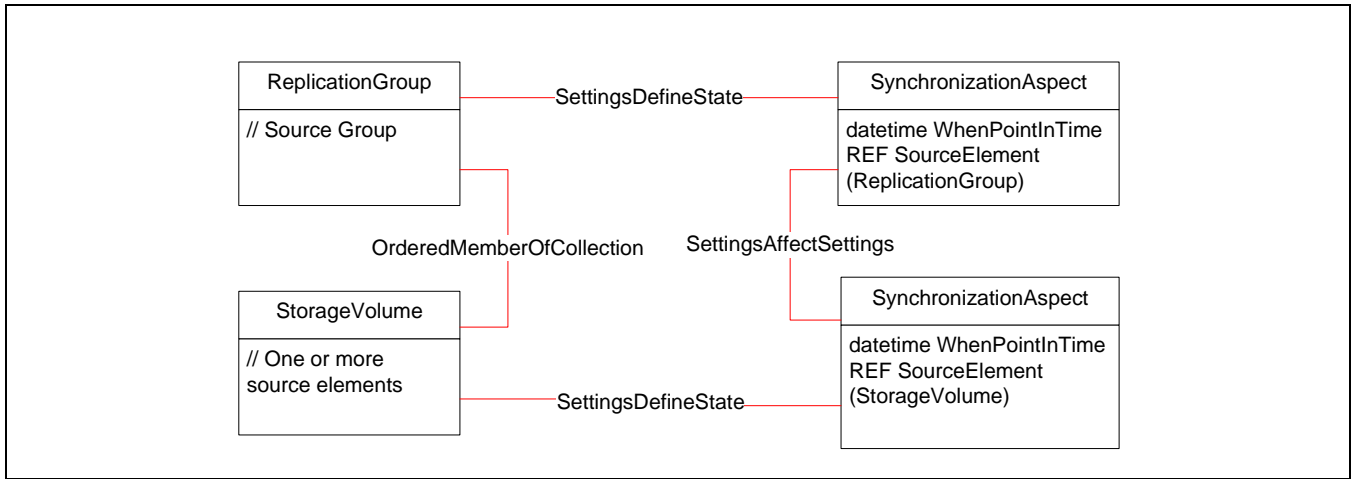 ReplicationGroup
// Source Group
SettingsDefineState
SynchronizationAspect
datetime WhenPointInTime
REF SourceElement
(ReplicationGroup)
OrderedMemberOfCollection
SettingsAffectSettings
StorageVolume
// One or more
source elements
SettingsDefineState
SynchronizationAspect
datetime WhenPointInTime
REF SourceElement
(StorageVolume)